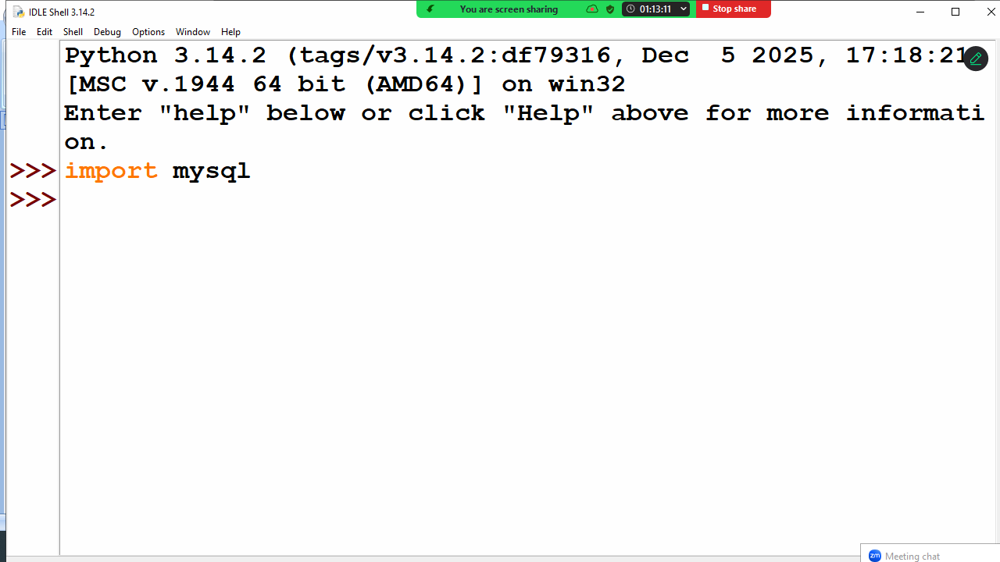 IDLE Shell 3.14.2
You are screen sharing
01:13:11
Stop share
File Edit Shell Debug Options Window Help
Python 3.14.2 (tags/v3.14.2:df79316, Dec  5 2025, 17:18:21
[MSC v.1944 64 bit (AMD64)] on win32
Enter "help" below or click "Help" above for more informati
on.
>>> import mysql
>>>
zm Meeting chat